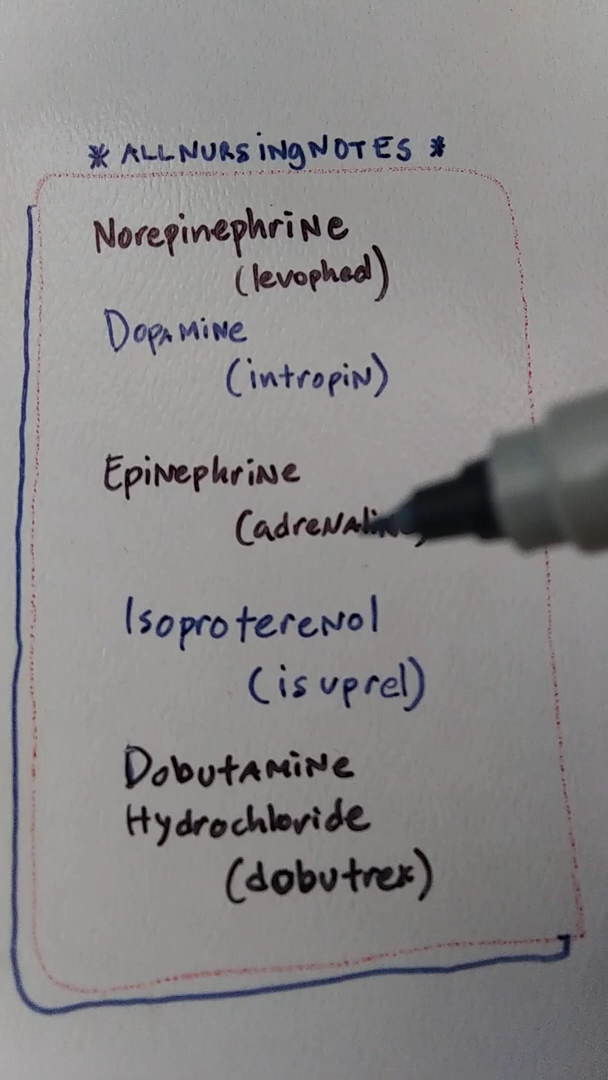 * ALLNURSINGNOTES *
Norepinephrine
(levophed)
Dopamine
(intropin)
Epinephrine
Isoproterenol
(isuprel)
Dobutamine
Hydrochloride
(dobutrex)